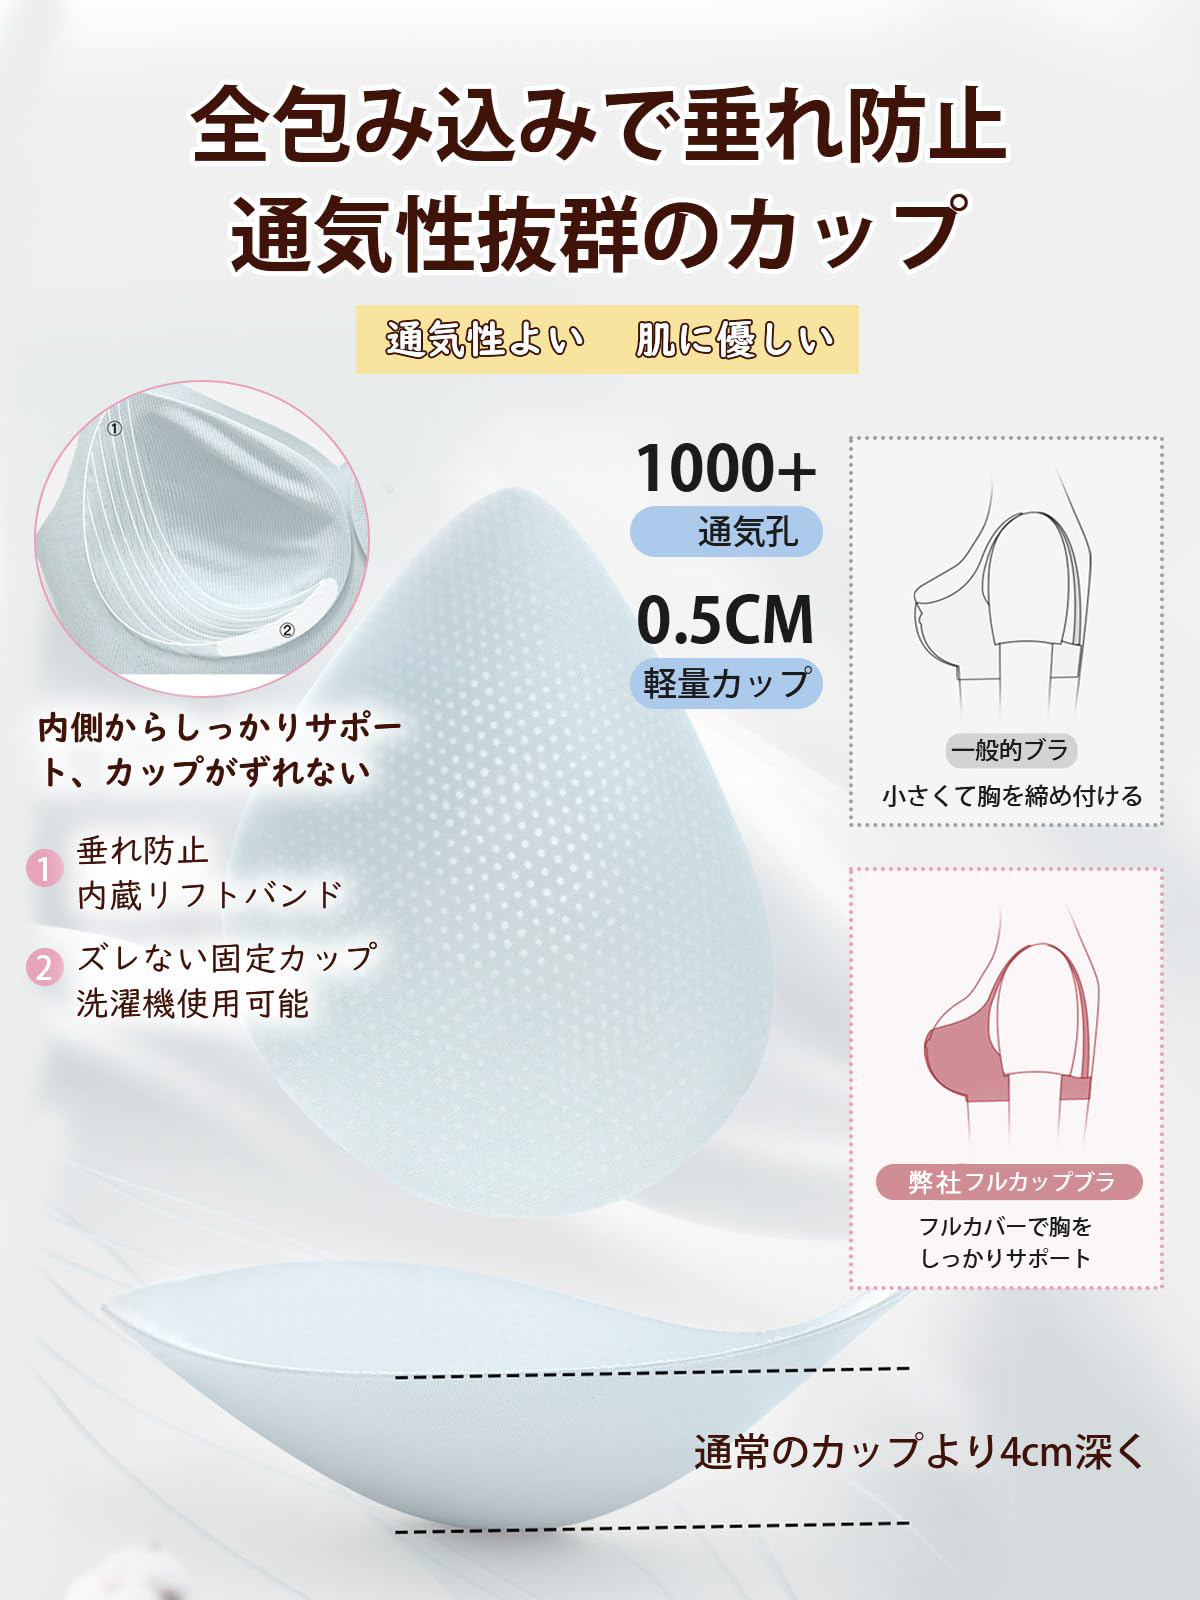 全包み込みで垂れ防止
通気性抜群のカップ
通気性よい 肌に優しい
①
②
内側からしっかりサポー
ト、カップがずれない
1 垂れ防止
内蔵リフトバンド
2 ズレない固定カップ
洗濯機使用可能
1000+
通気孔
0.5CM
軽量カップ
一般的ブラ
小さくて胸を締め付ける
弊社フルカップブラ
フルカバーで胸を
しっかりサポート
通常のカップより4cm深く